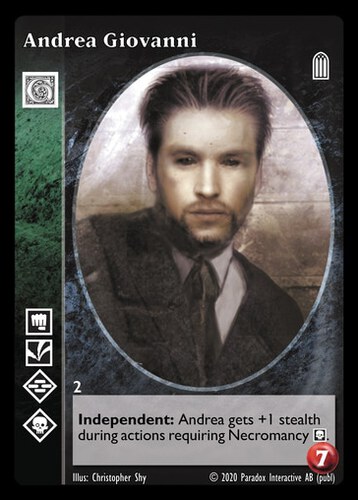 Andrea Giovanni
2
Independent: Andrea gets +1 stealth
during actions requiring Necromancy .
7
Illus: Christopher Shy © 2020 Paradox Interactive AB (publ)